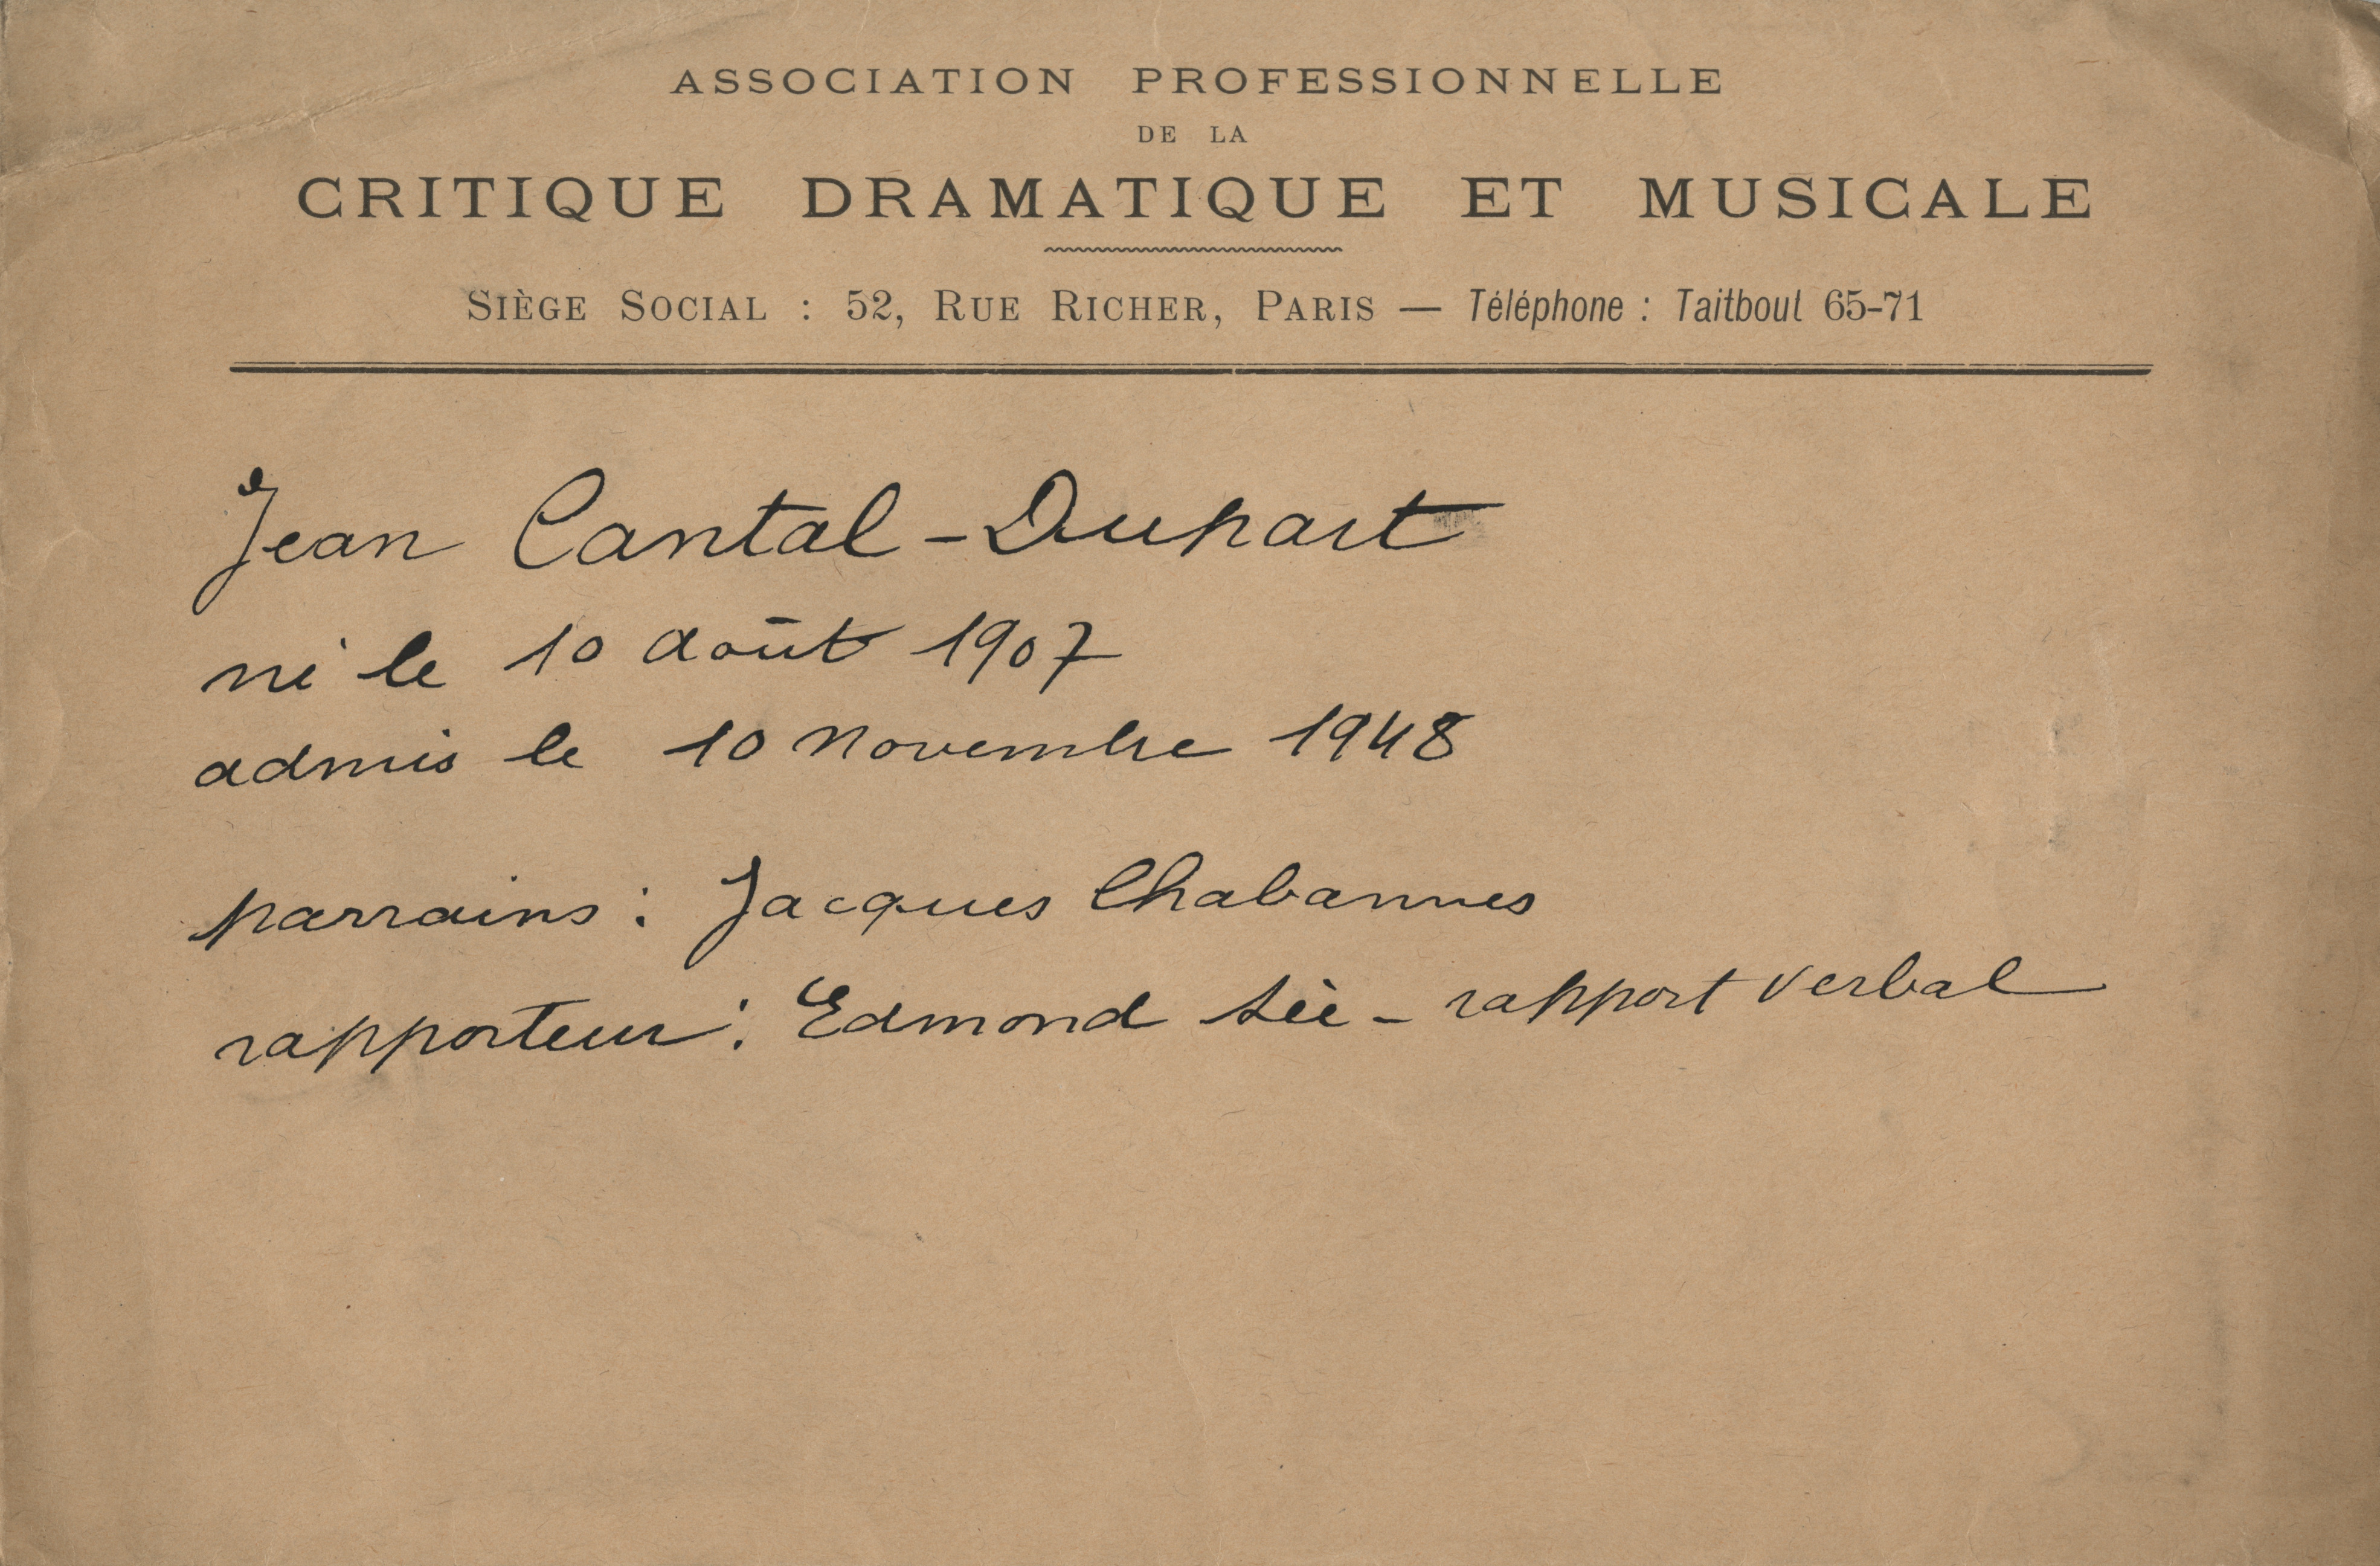 ASSOCIATION PROFESSIONNELLE
DE LA
CRITIQUE DRAMATIQUE ET MUSICALE
SIÈGE SOCIAL : 52, RUE RICHER, PARIS — Téléphone : Taitbout 65-71
Jean Cantal-Dupart
né le 10 août 1907
admis le 10 novembre 1948
parrains : Jacques Chabannes
rapporteur : Edmond Sée - rapport verbal